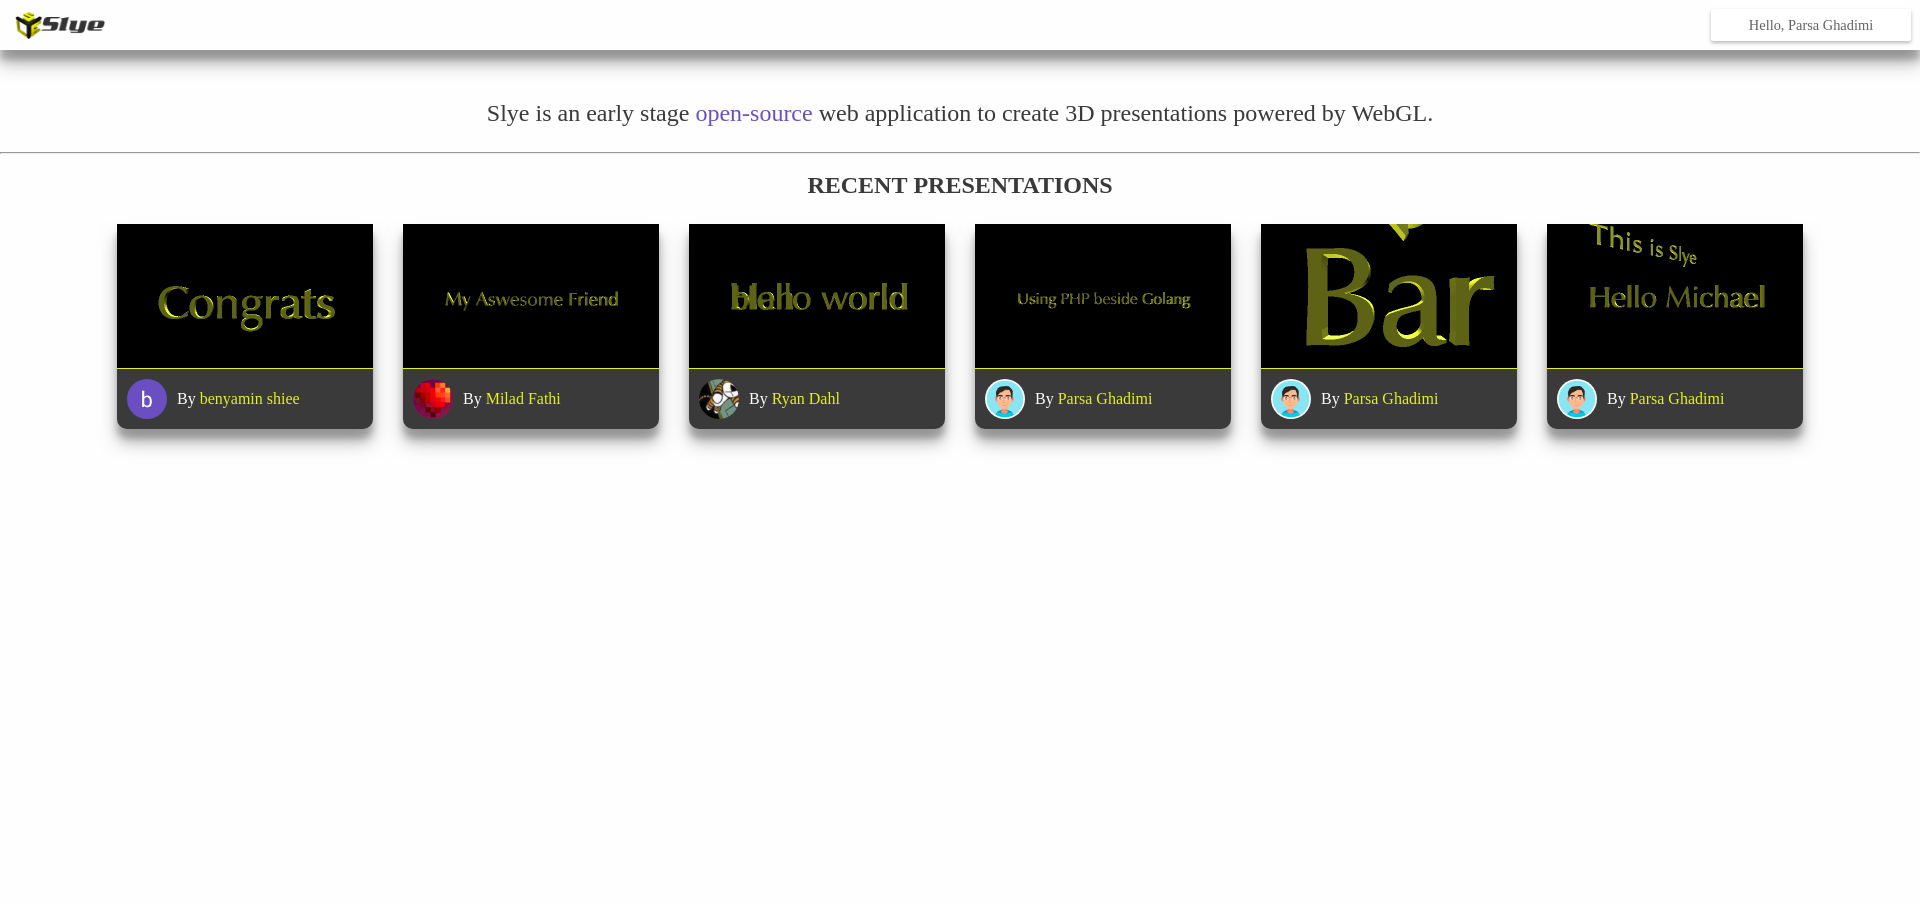 Slye
Hello, Parsa Ghadimi
Slye is an early stage open-source web application to create 3D presentations powered by WebGL.
RECENT PRESENTATIONS
Congrats
By benyamin shiee
My Aswesome Friend
By Milad Fathi
Hello world
By Ryan Dahl
Using PHP beside Golang
By Parsa Ghadimi
Bar
By Parsa Ghadimi
This is Slye
Hello Michael
By Parsa Ghadimi
b